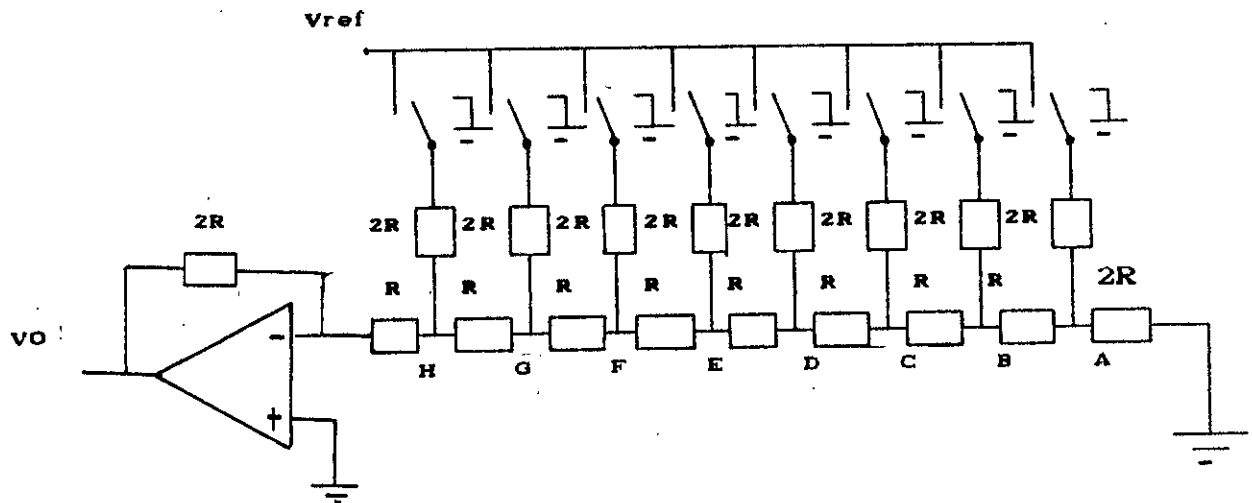 Vref
2R 2R 2R 2R 2R 2R 2R 2R
2R
R R R R R R R 2R
VO
-
+
H G F E D C B A